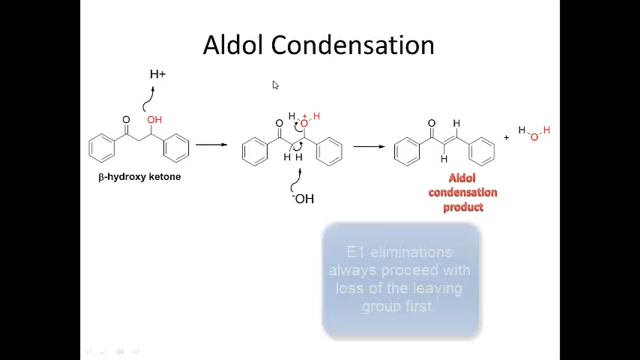 Aldol Condensation
H+
O OH
β-hydroxy ketone
H H
O O
H H
-OH
O H
H
Aldol
condensation
product
+ H O H
E1 eliminations
always proceed with
loss of the leaving
group first